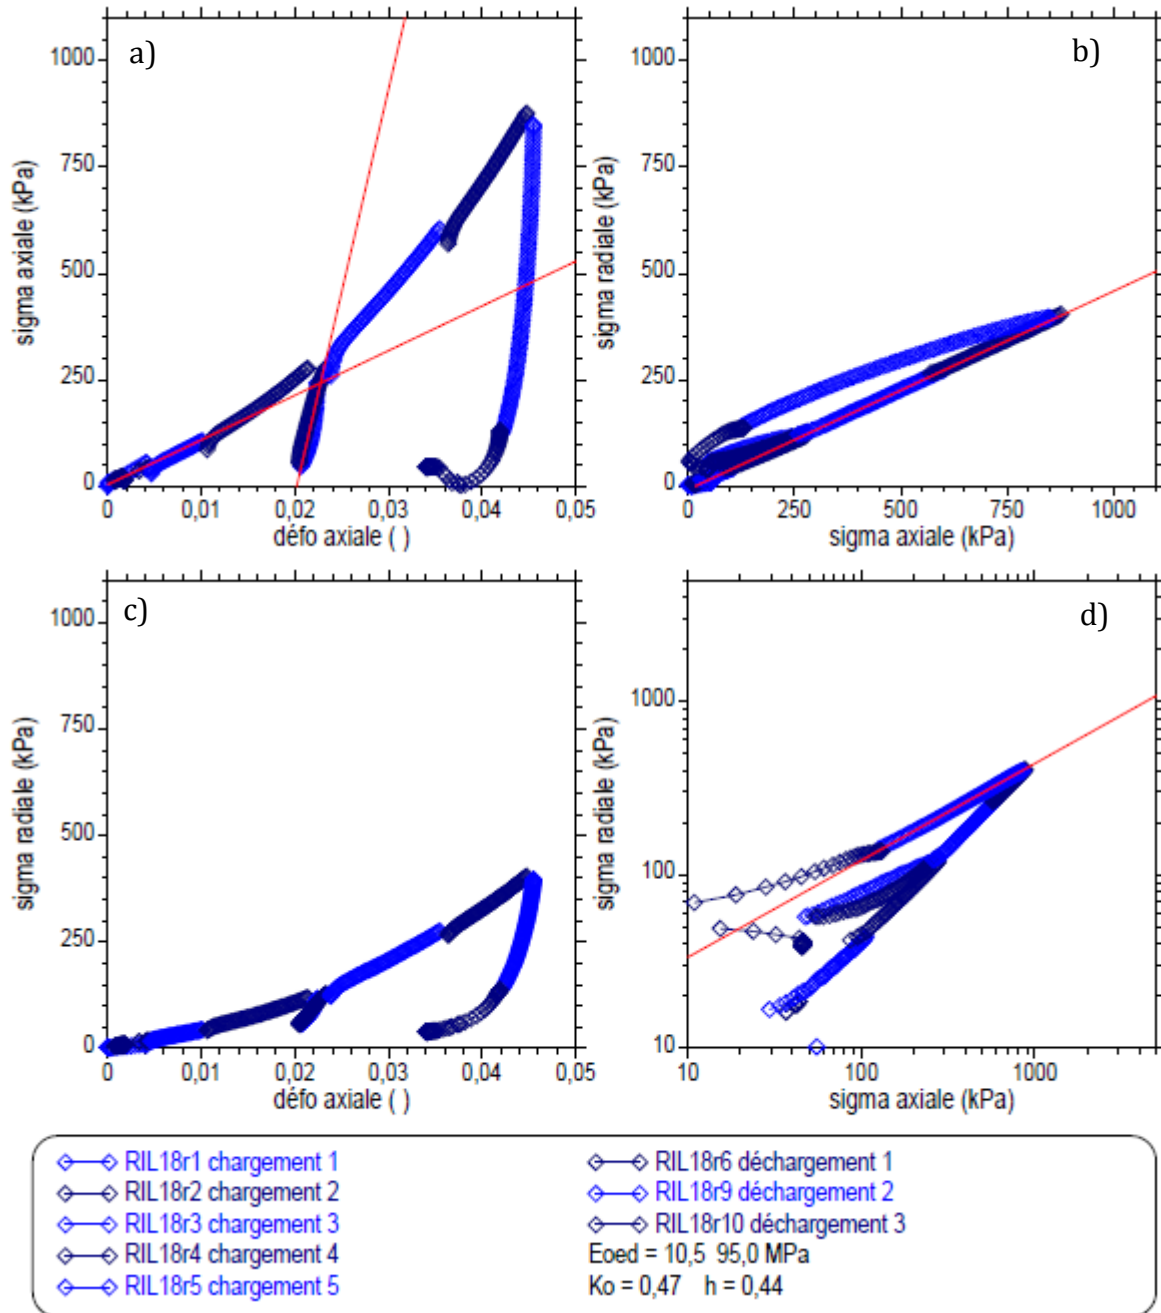 a)
1000
750
500
250
0
sigma axiale (kPa)
0 0,01 0,02 0,03 0,04 0,05
défo axiale ( )
b)
1000
750
500
250
0
sigma radiale (kPa)
0 250 500 750 1000
sigma axiale (kPa)
c)
1000
750
500
250
0
sigma radiale (kPa)
0 0,01 0,02 0,03 0,04 0,05
défo axiale ( )
d)
1000
100
10
sigma radiale (kPa)
10 100 1000
sigma axiale (kPa)
RIL18r1 chargement 1
RIL18r2 chargement 2
RIL18r3 chargement 3
RIL18r4 chargement 4
RIL18r5 chargement 5
RIL18r6 déchargement 1
RIL18r9 déchargement 2
RIL18r10 déchargement 3
Eoed = 10,5 95,0 MPa
Ko = 0,47 h = 0,44